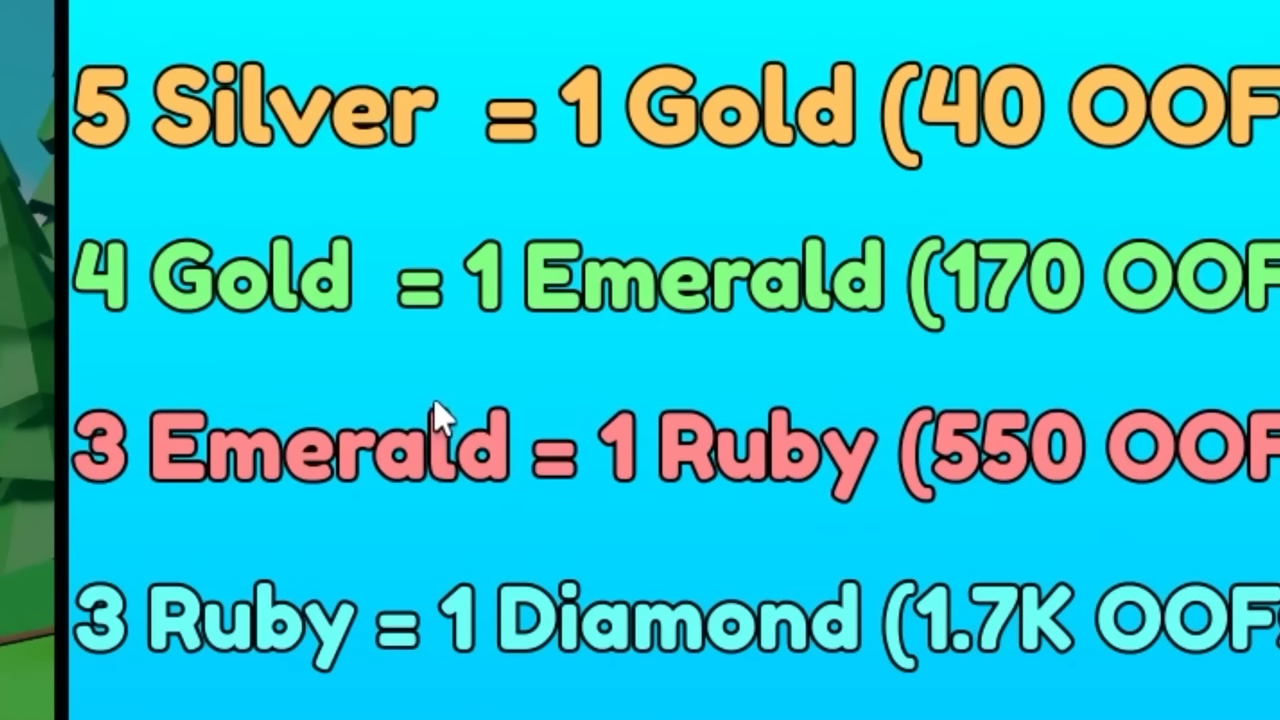 5 Silver = 1 Gold (40 OOF
4 Gold = 1 Emerald (170 OOF
3 Emerald = 1 Ruby (550 OOF
3 Ruby = 1 Diamond (1.7K OOF